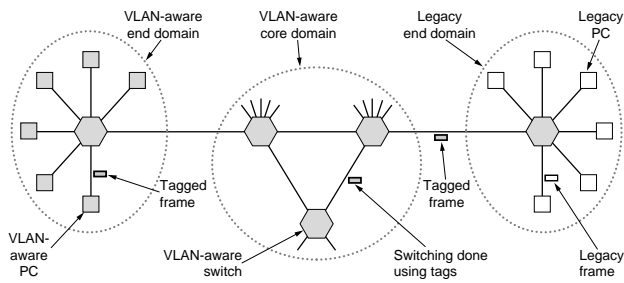 VLAN-aware
end domain
VLAN-aware
core domain
Legacy
end domain
Legacy
PC
Tagged
frame
Tagged
frame
VLAN-
aware
PC
VLAN-aware
switch
Switching done
using tags
Legacy
frame